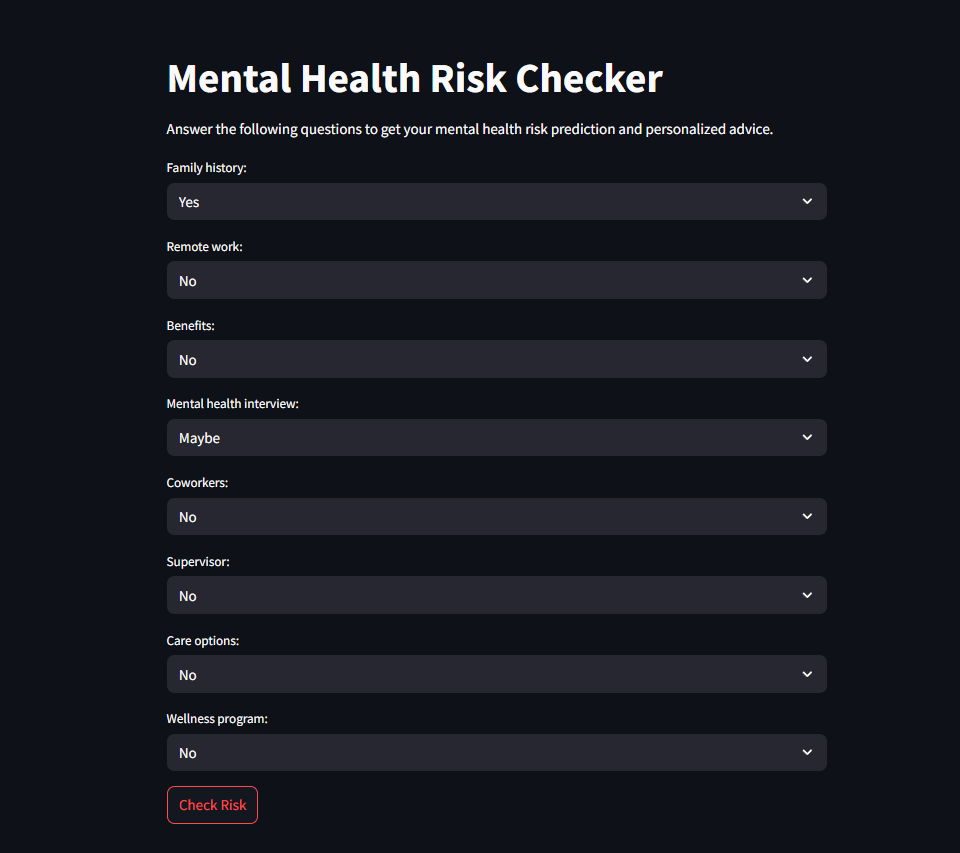 Mental Health Risk Checker
Answer the following questions to get your mental health risk prediction and personalized advice.
Family history:
Yes
Remote work:
No
Benefits:
No
Mental health interview:
Maybe
Coworkers:
No
Supervisor:
No
Care options:
No
Wellness program:
No
Check Risk